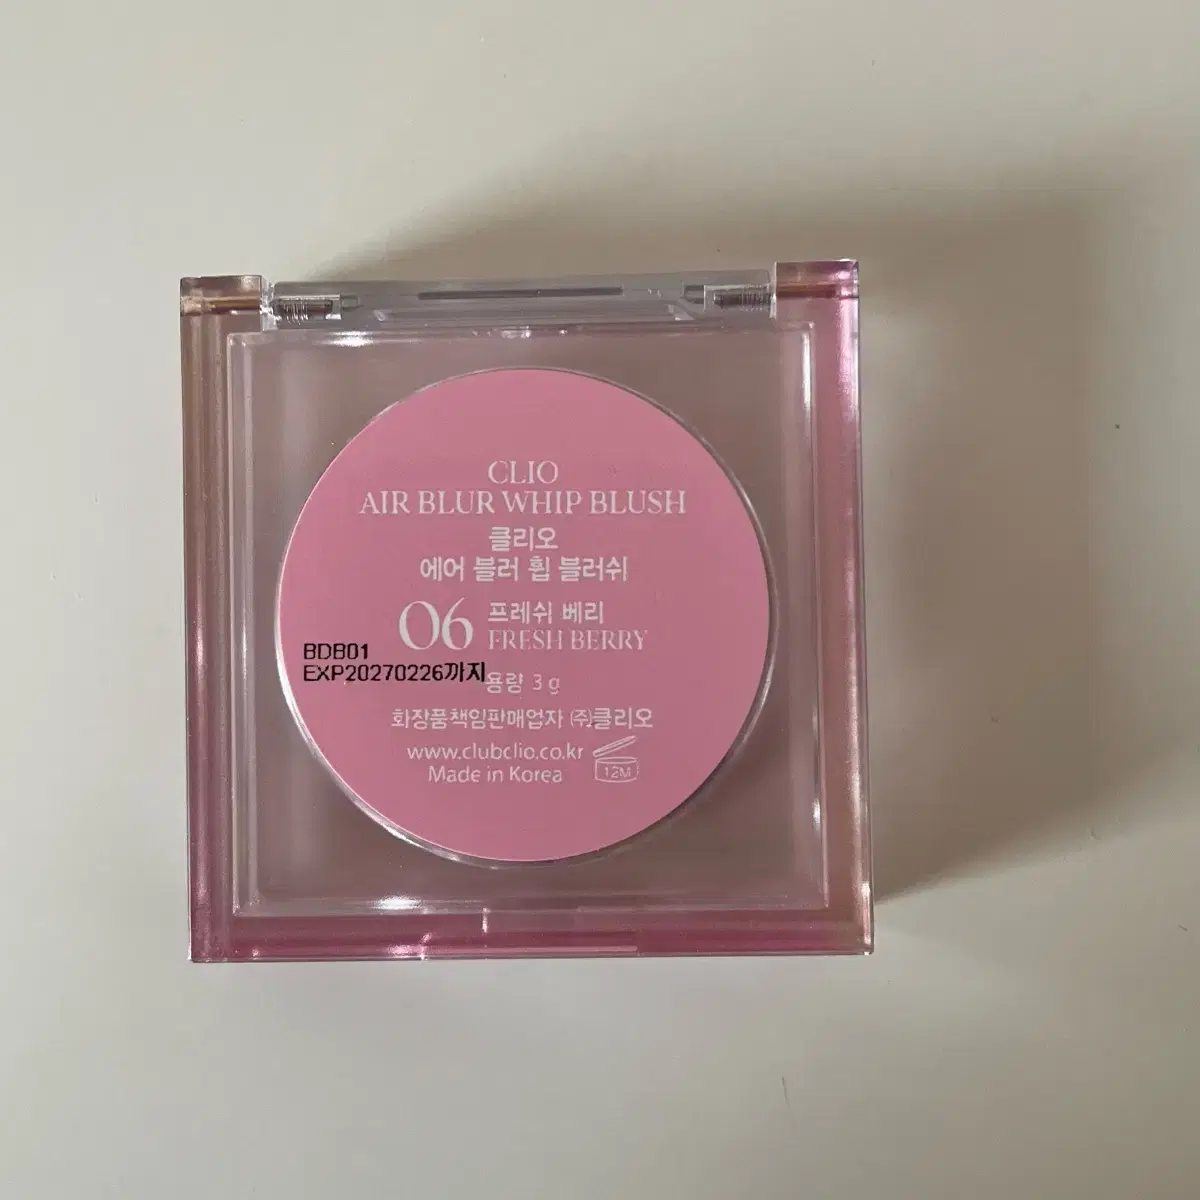 CLIO
AIR BLUR WHIP BLUSH
클리오
에어 블러 휩 블러쉬
06 프레쉬 베리
FRESH BERRY
BDB01
EXP20270226까지
용량 3 g
화장품책임판매업자 ㈜클리오
www.clubclio.co.kr
Made in Korea
12M